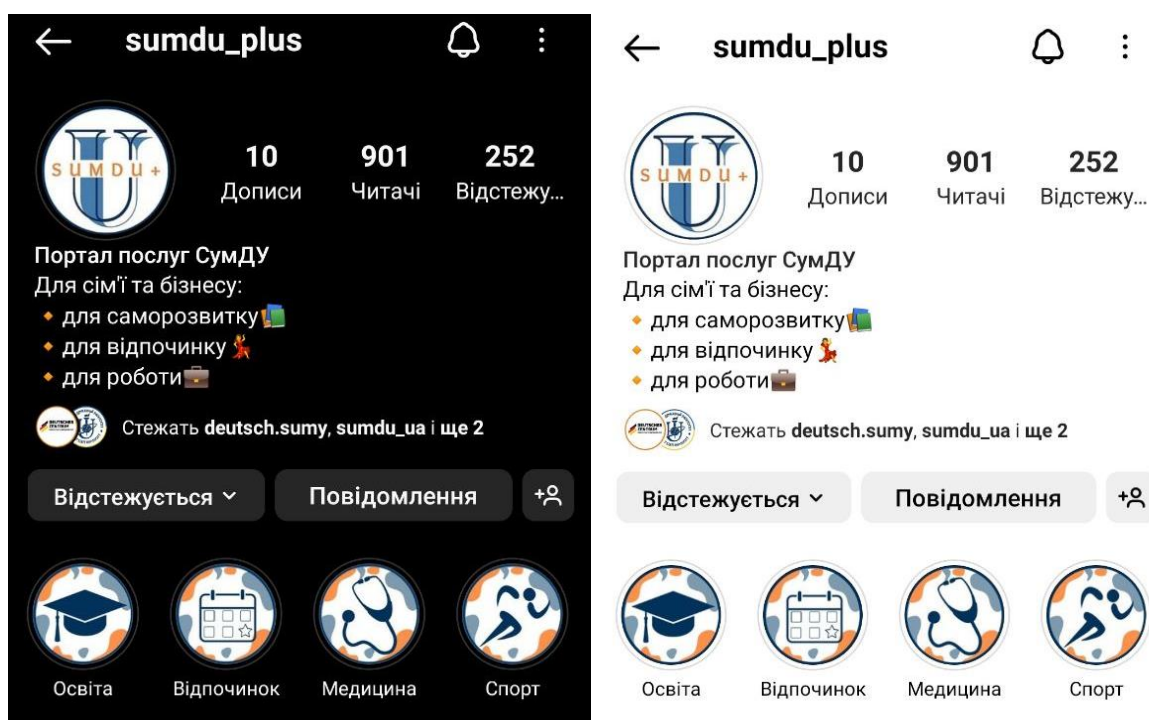 sumdu_plus
SUMDU+
10 901 252
Дописи Читачі Відстежу...
Портал послуг СумДУ
Для сім'ї та бізнесу:
🔸для саморозвитку📚
🔸для відпочинку💃
🔸для роботи💼
Стежать deutsch.sumy, sumdu_ua і ще 2
Відстежується Повідомлення
Освіта Відпочинок Медицина Спорт
sumdu_plus
SUMDU+
10 901 252
Дописи Читачі Відстежу...
Портал послуг СумДУ
Для сім'ї та бізнесу:
🔸для саморозвитку📚
🔸для відпочинку💃
🔸для роботи💼
Стежать deutsch.sumy, sumdu_ua і ще 2
Відстежується Повідомлення
Освіта Відпочинок Медицина Спорт